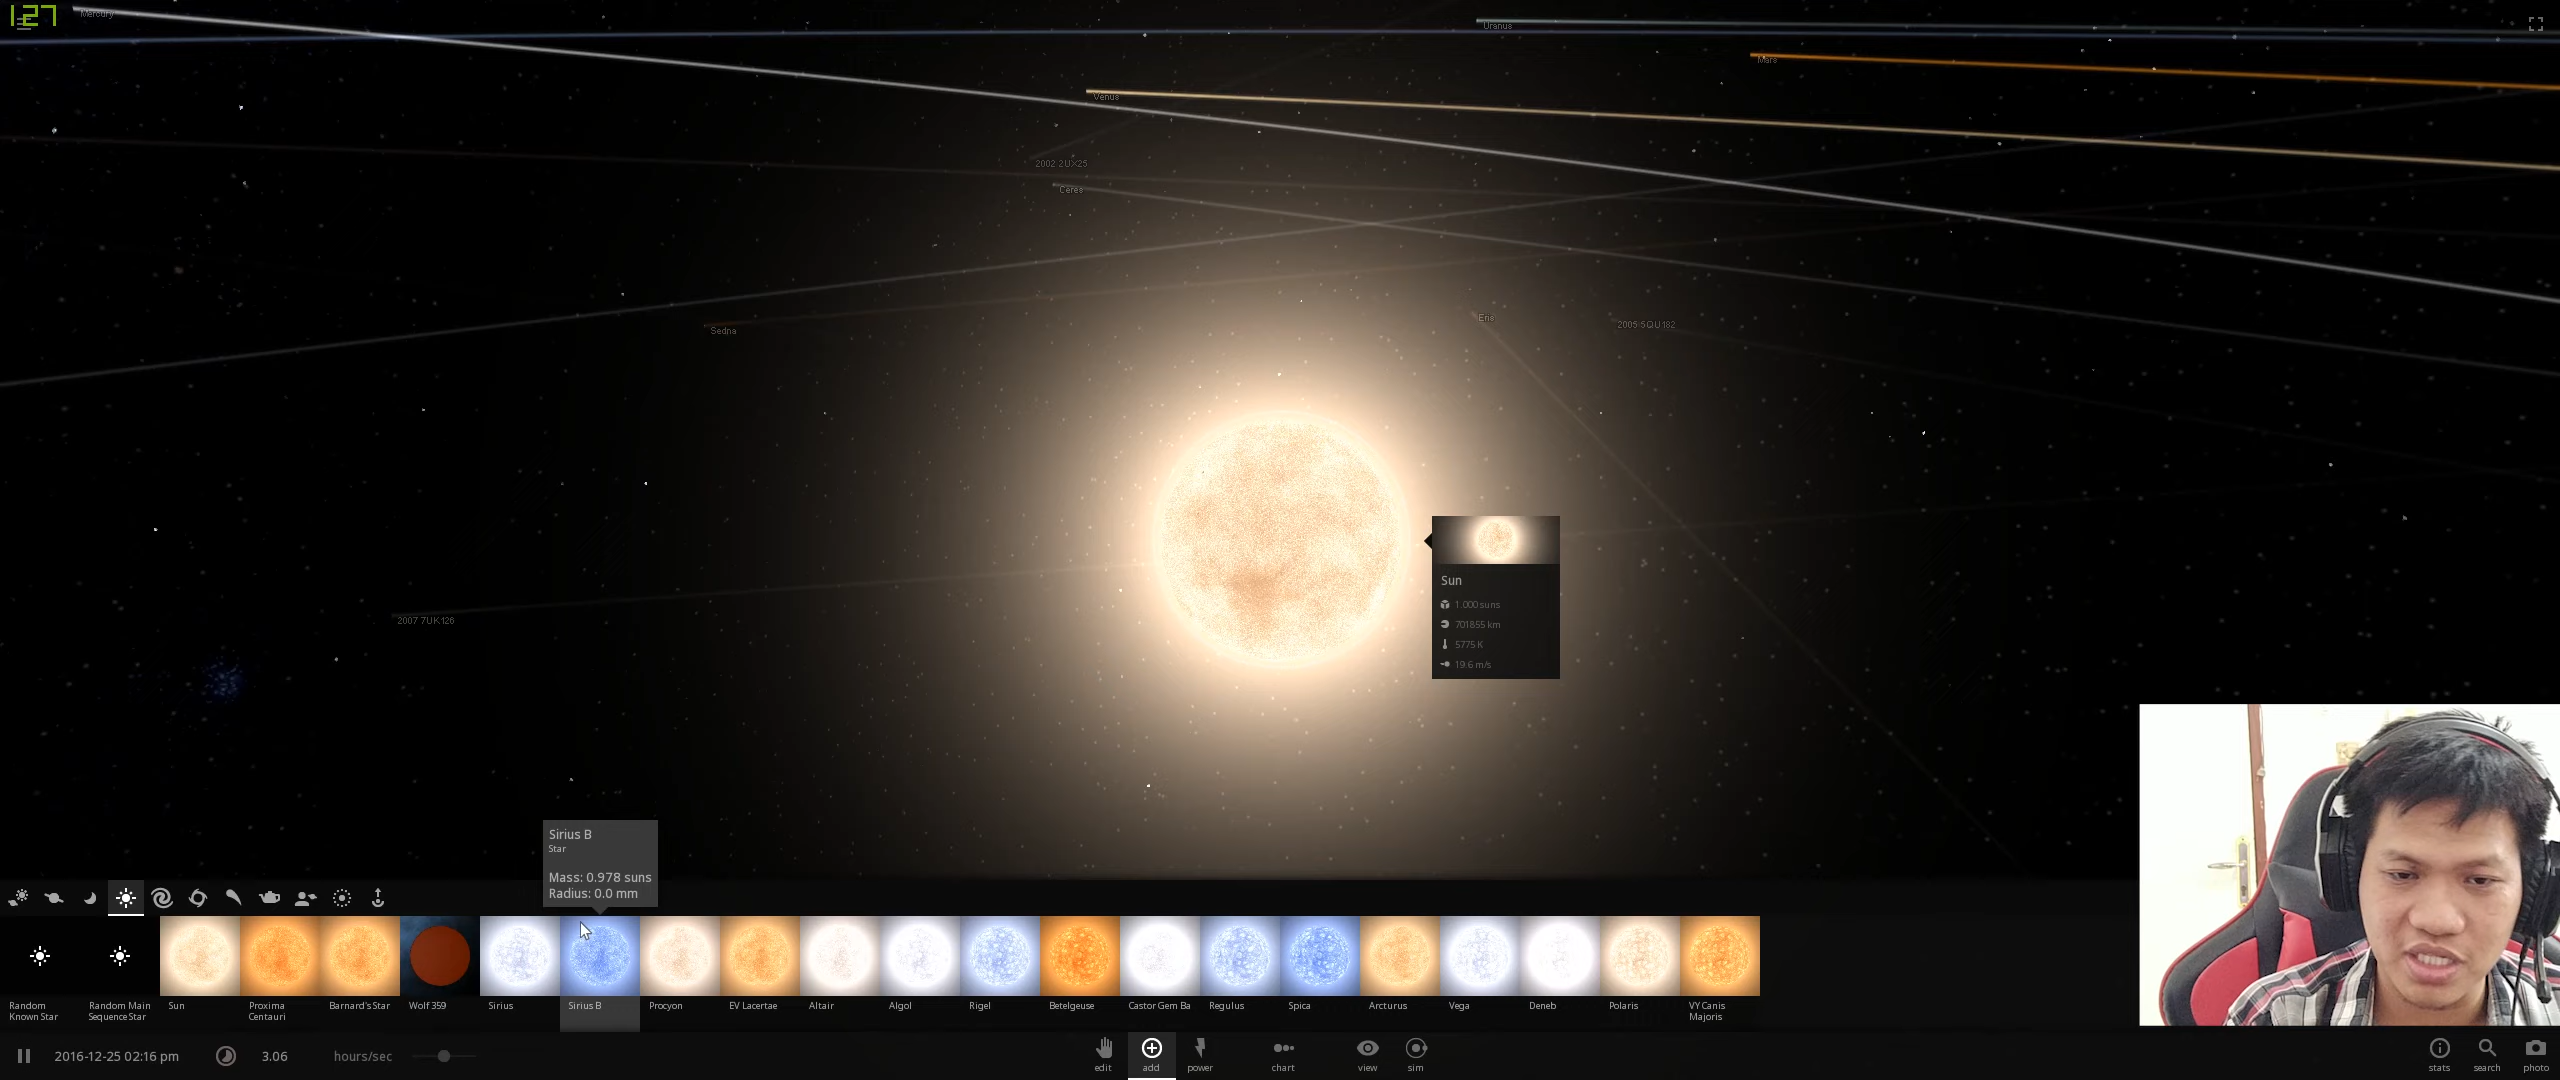 127
Mercury
Uranus
Mars
Venus
2002 2UX25
Ceres
Sedna
Eris
2005 5QU182
2007 7UK126
Sun
1.000 suns
701855 km
5775 K
19.6 m/s
Sirius B
Star
Mass: 0.978 suns
Radius: 0.0 mm
Random
Known Star
Random Main
Sequence Star
Sun
Proxima
Centauri
Barnard's Star
Wolf 359
Sirius
Sirius B
Procyon
EV Lacertae
Altair
Algol
Rigel
Betelgeuse
Castor Gem Ba
Regulus
Spica
Arcturus
Vega
Deneb
Polaris
VY Canis
Majoris
2016-12-25 02:16 pm
3.06
hours/sec
edit
add
power
chart
view
sim
stats
search
photo